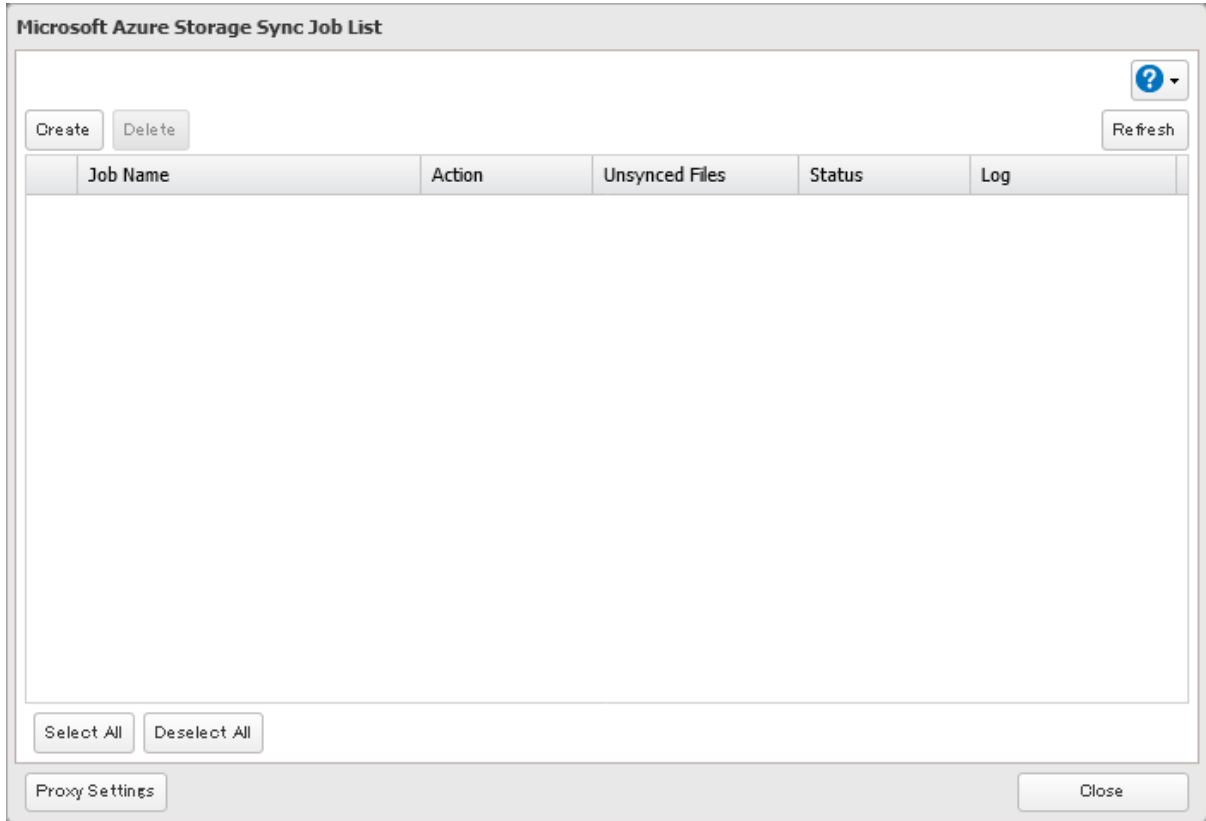 Microsoft Azure Storage Sync Job List
?
Create Delete Refresh
Job Name Action Unsynced Files Status Log
Select All Deselect All
Proxy Settings Close